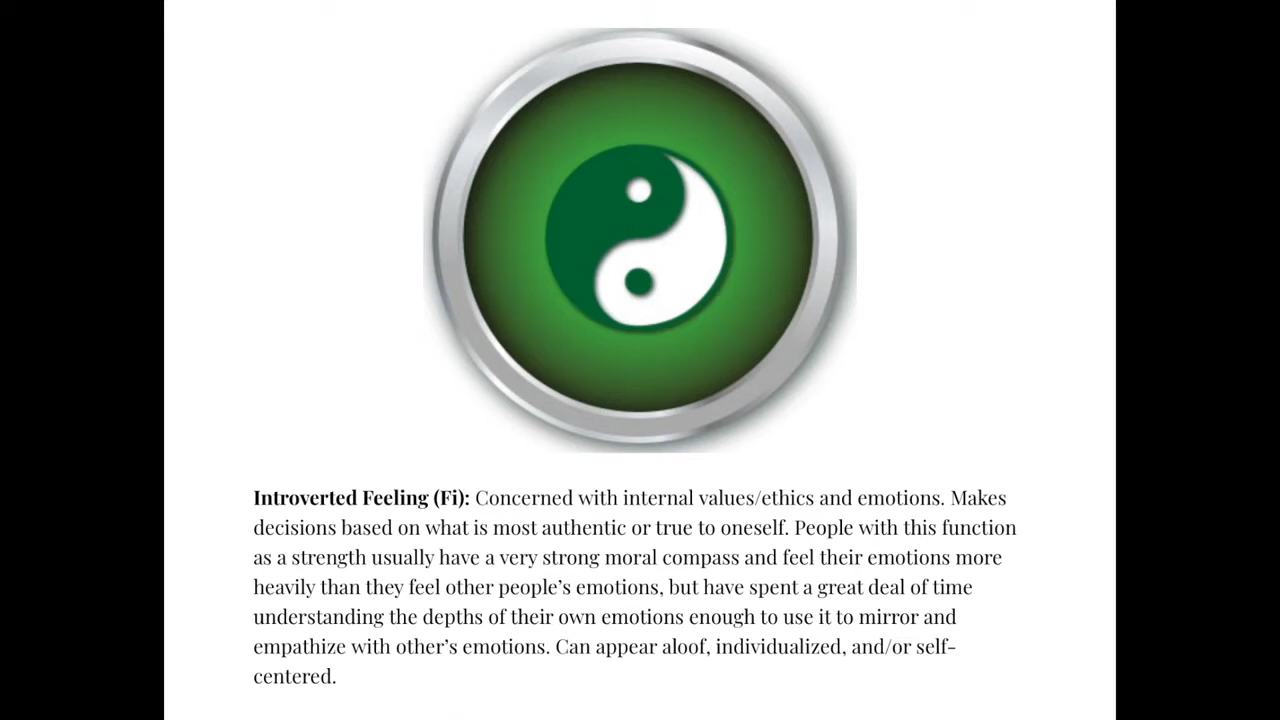 Introverted Feeling (Fi): Concerned with internal values/ethics and emotions. Makes
decisions based on what is most authentic or true to oneself. People with this function
as a strength usually have a very strong moral compass and feel their emotions more
heavily than they feel other people’s emotions, but have spent a great deal of time
understanding the depths of their own emotions enough to use it to mirror and
empathize with other’s emotions. Can appear aloof, individualized, and/or self-
centered.